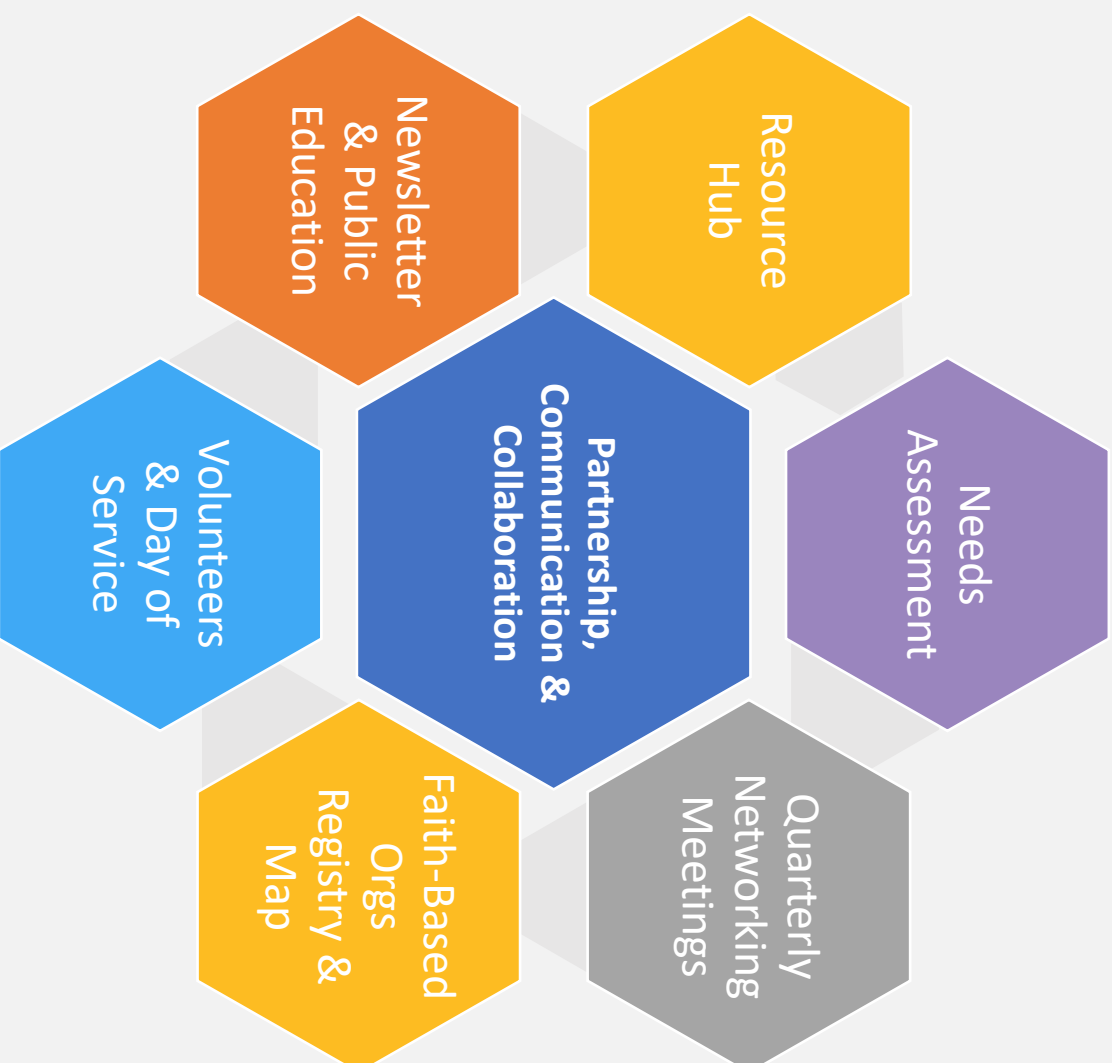 Needs
Assessment
Resource
Hub
Quarterly
Networking
Meetings
Partnership,
Communication &
Collaboration
Newsletter
& Public
Education
Faith-Based
Orgs
Registry &
Map
Volunteers
& Day of
Service